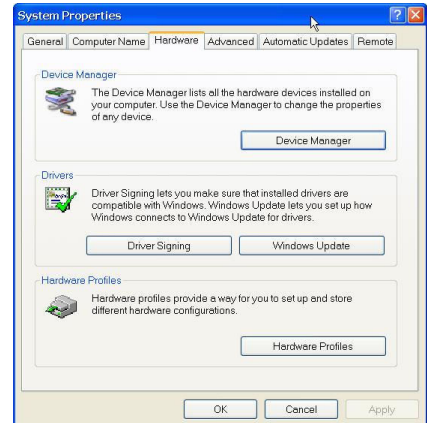 System Properties
General Computer Name Hardware Advanced Automatic Updates Remote
Device Manager
The Device Manager lists all the hardware devices installed on
your computer. Use the Device Manager to change the properties
of any device.
Device Manager
Drivers
Driver Signing lets you make sure that installed drivers are
compatible with Windows. Windows Update lets you set up how
Windows connects to Windows Update for drivers.
Driver Signing Windows Update
Hardware Profiles
Hardware profiles provide a way for you to set up and store
different hardware configurations.
Hardware Profiles
OK Cancel Apply